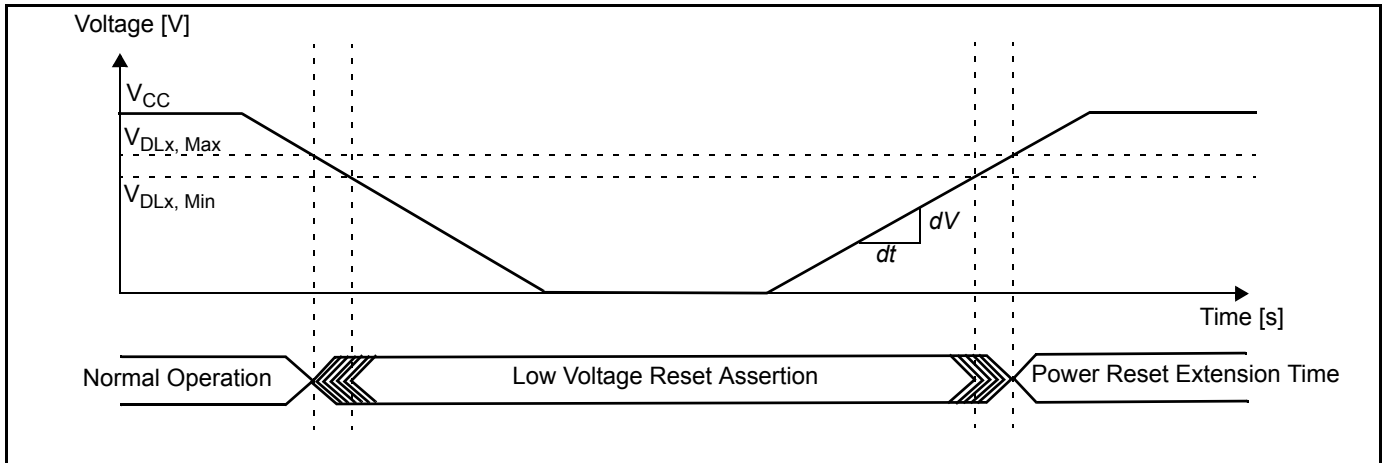 Voltage [V]
VCC
VDLx, Max
VDLx, Min
dV
dt
Time [s]
Normal Operation
Low Voltage Reset Assertion
Power Reset Extension Time